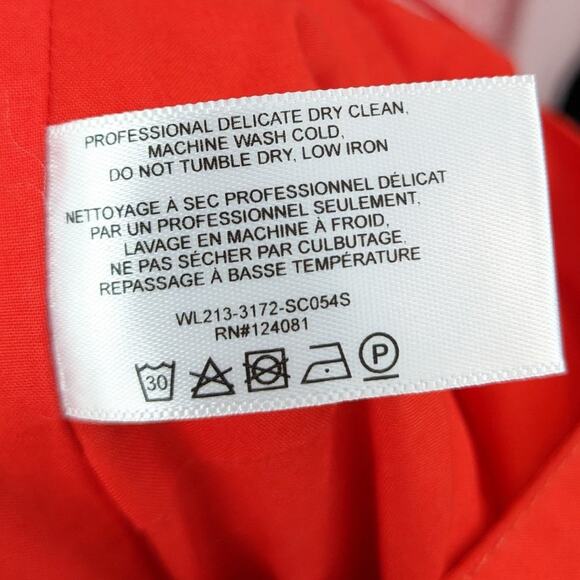 PROFESSIONAL DELICATE DRY CLEAN,
MACHINE WASH COLD,
DO NOT TUMBLE DRY, LOW IRON
NETTOYAGE À SEC PROFESSIONNEL DÉLICAT
PAR UN PROFESSIONNEL SEULEMENT,
LAVAGE EN MACHINE À FROID,
NE PAS SÉCHER PAR CULBUTAGE,
REPASSAGE À BASSE TEMPÉRATURE
WL213-3172-SC054S
RN#124081
30 P